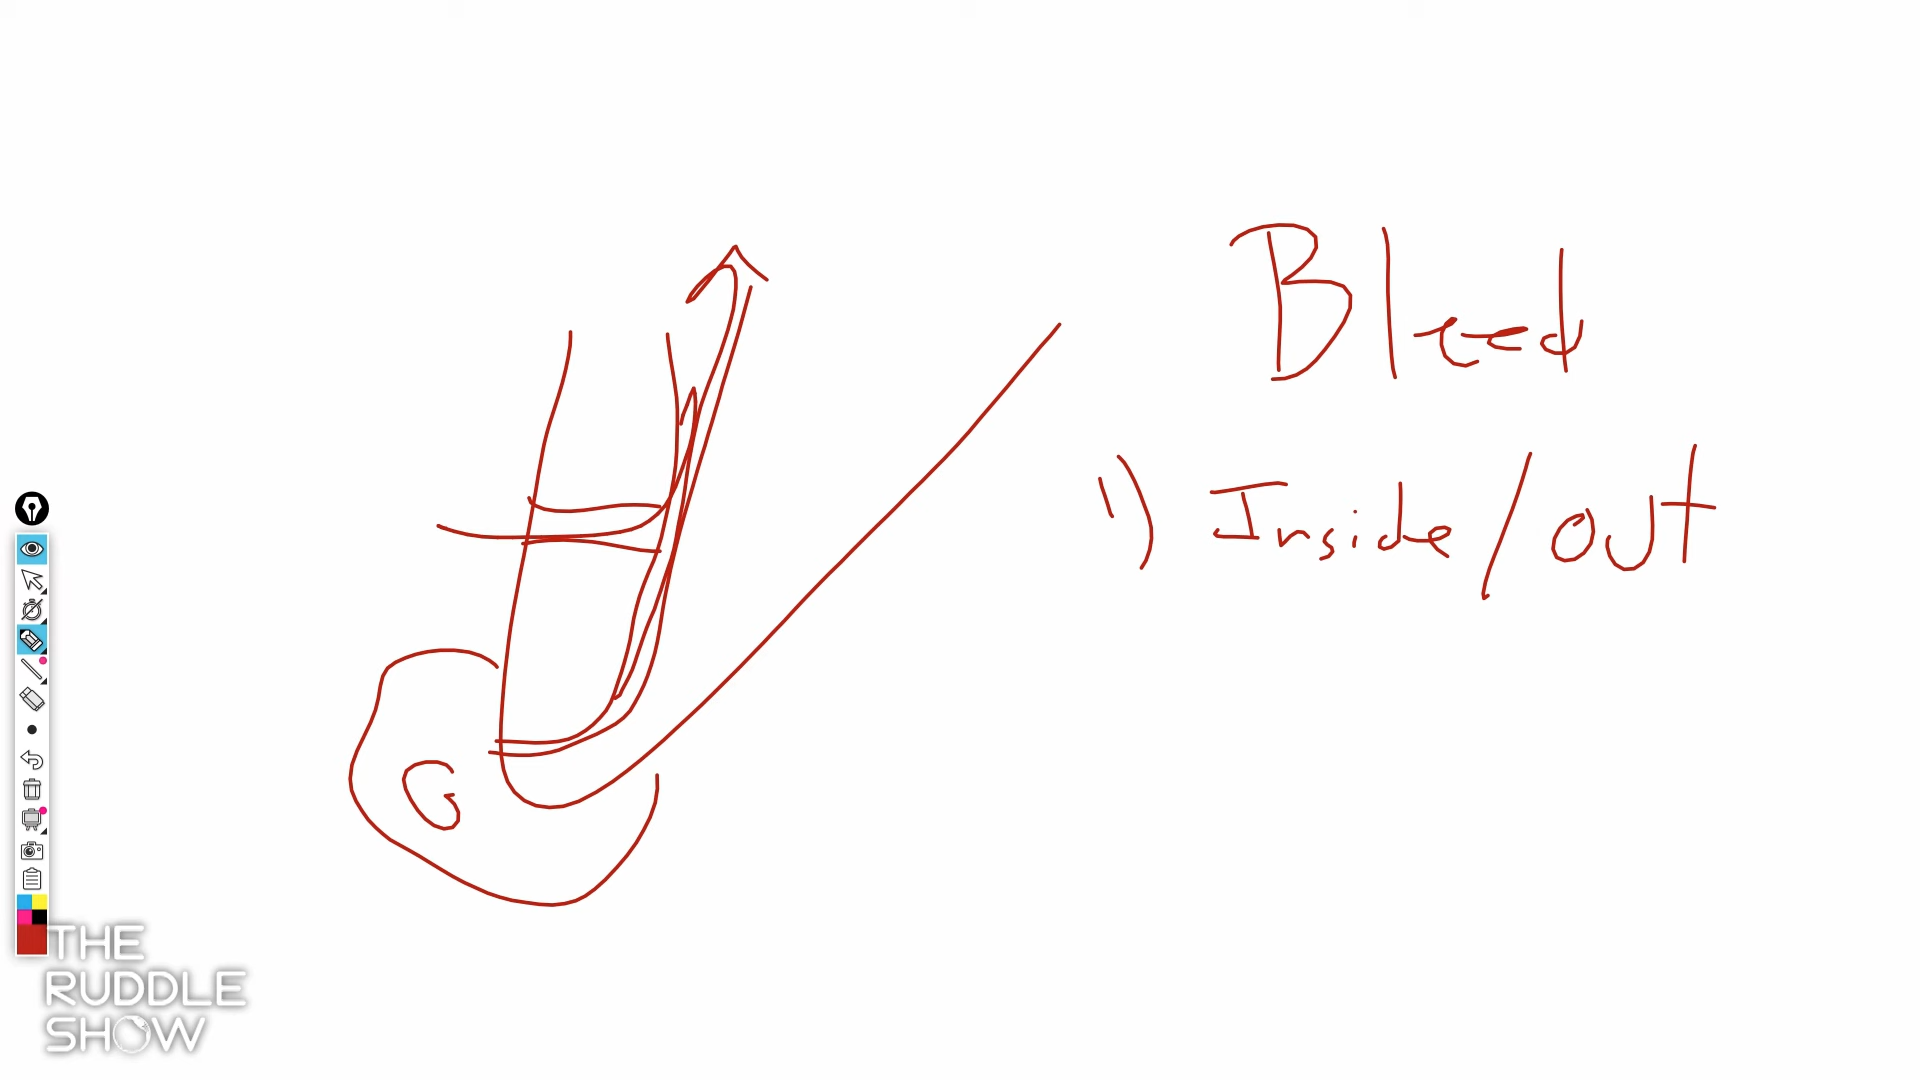 Bleed
1) Inside/out
THE
RUDDLE
SHOW